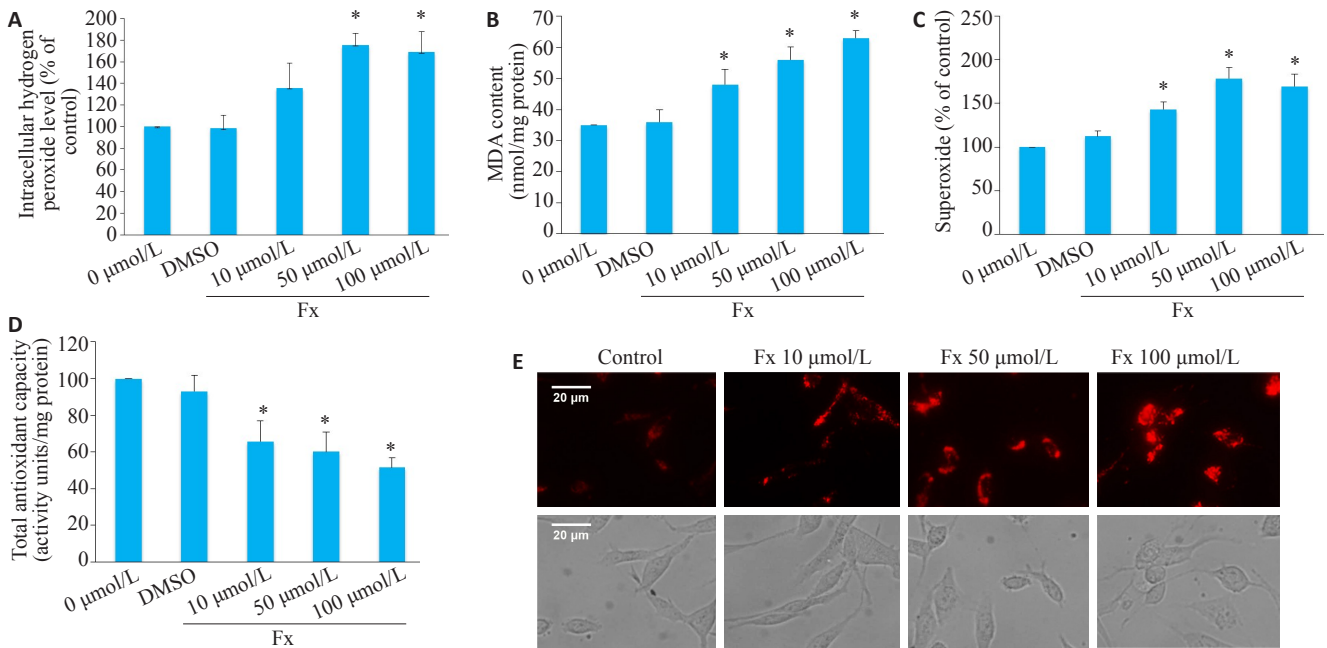 A
Intracellular hydrogen
peroxide level (% of
control)
200
180
160
140
120
100
80
60
40
20
0
* *
0 μmol/L
DMSO
10 μmol/L
50 μmol/L
100 μmol/L
Fx
B
MDA content
(nmol/mg protein)
70
60
50
40
30
20
10
0
* * *
0 μmol/L
DMSO
10 μmol/L
50 μmol/L
100 μmol/L
Fx
C
Superoxide (% of control)
250
200
150
100
50
0
* * *
0 μmol/L
DMSO
10 μmol/L
50 μmol/L
100 μmol/L
Fx
D
Total antioxidant capacity
(activity units/mg protein)
120
100
80
60
40
20
0
* * *
0 μmol/L
DMSO
10 μmol/L
50 μmol/L
100 μmol/L
Fx
E
Control
Fx 10 μmol/L
Fx 50 μmol/L
Fx 100 μmol/L
20 μm
20 μm